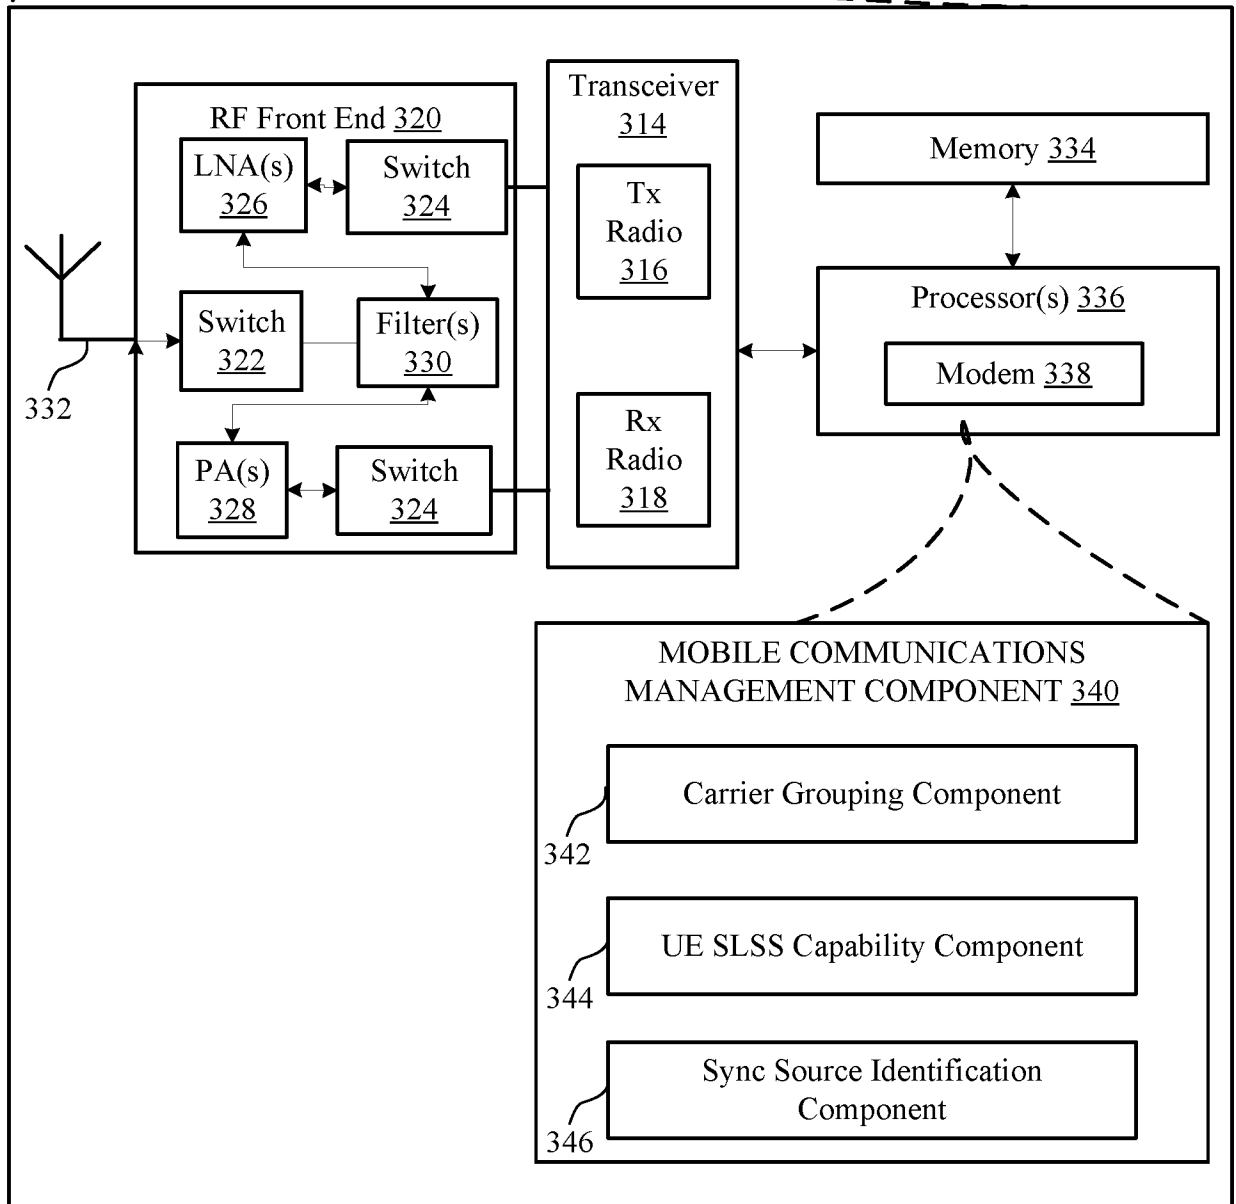 RF Front End 320
LNA(s)
326
Switch
324
Switch
322
Filter(s)
330
332
PA(s)
328
Switch
324
Transceiver
314
Tx
Radio
316
Rx
Radio
318
Memory 334
Processor(s) 336
Modem 338
MOBILE COMMUNICATIONS
MANAGEMENT COMPONENT 340
Carrier Grouping Component
342
UE SLSS Capability Component
344
Sync Source Identification
Component
346